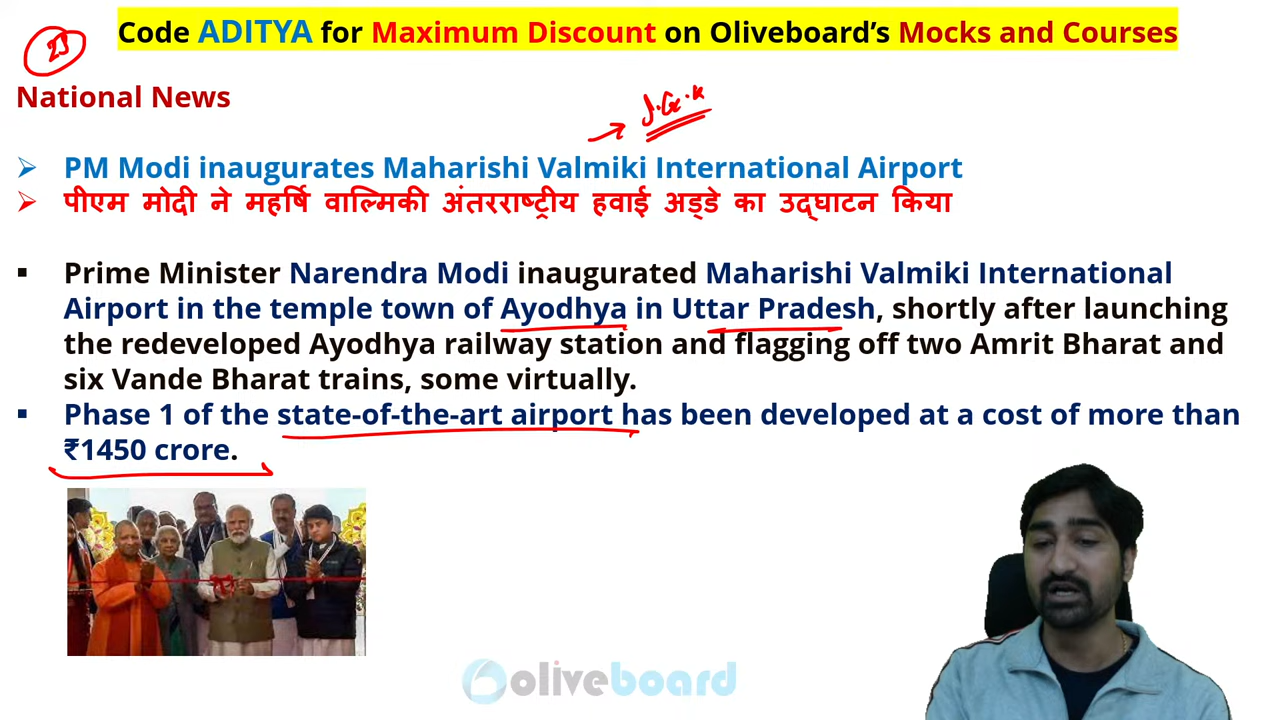 Code ADITYA for Maximum Discount on Oliveboard's Mocks and Courses
National News
PM Modi inaugurates Maharishi Valmiki International Airport
पीएम मोदी ने महर्षि वाल्मिकी अंतरराष्ट्रीय हवाई अड्डे का उद्घाटन किया
Prime Minister Narendra Modi inaugurated Maharishi Valmiki International
Airport in the temple town of Ayodhya in Uttar Pradesh, shortly after launching
the redeveloped Ayodhya railway station and flagging off two Amrit Bharat and
six Vande Bharat trains, some virtually.
Phase 1 of the state-of-the-art airport has been developed at a cost of more than
₹1450 crore.
oliveboard